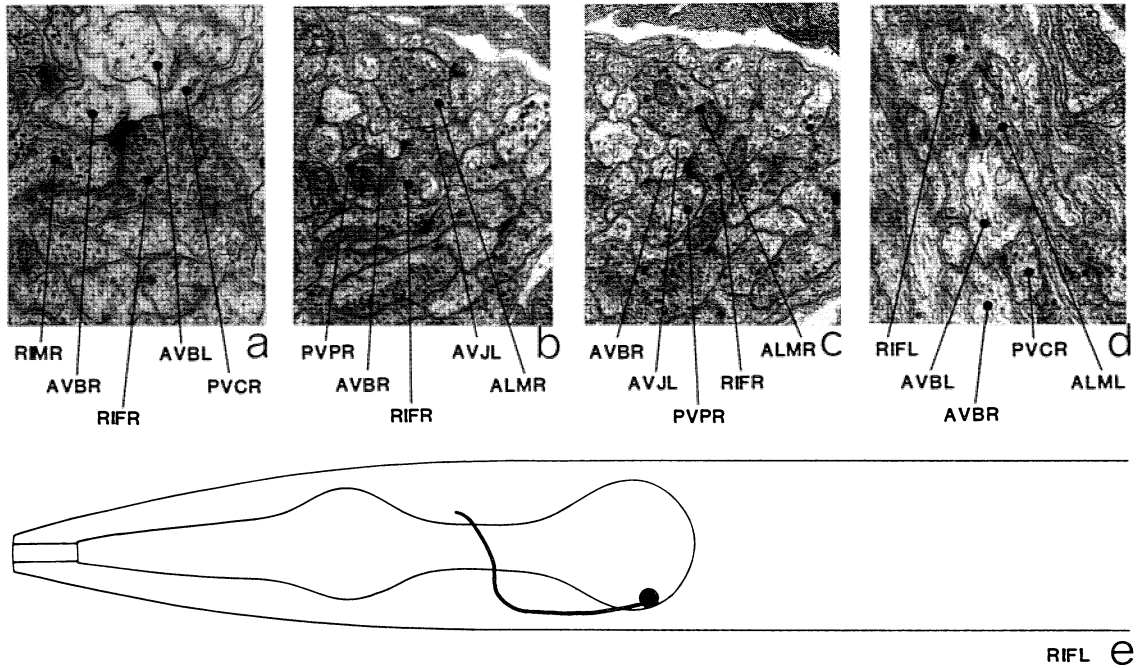 RIMR AVBL a
AVBR PVCR
RIFR
PVPR AVJL b
AVBR ALMR
RIFR
AVBR ALMR c
AVJL RIFR
PVPR
RIFL PVCR d
AVBL ALML
AVBR
RIFL e